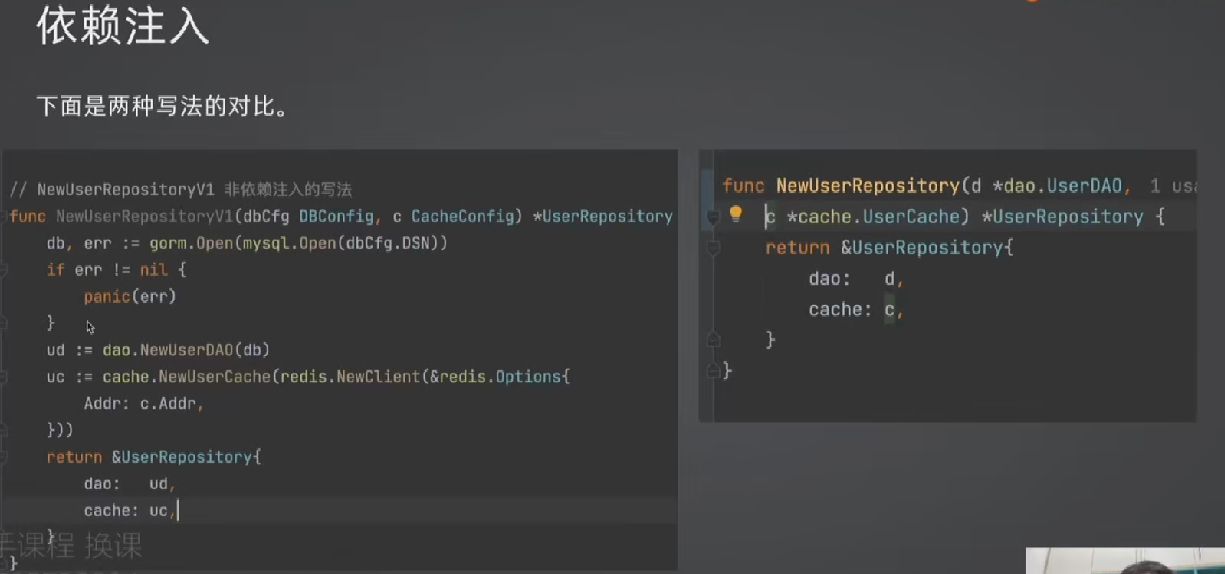 依赖注入
下面是两种写法的对比。
// NewUserRepositoryV1 非依赖注入的写法
func NewUserRepositoryV1(dbCfg DBConfig, c CacheConfig) *UserRepository
db, err := gorm.Open(mysql.Open(dbCfg.DSN))
if err != nil {
panic(err)
}
ud := dao.NewUserDAO(db)
uc := cache.NewUserCache(redis.NewClient(&redis.Options{
Addr: c.Addr,
}))
return &UserRepository{
dao: ud,
cache: uc,
}
}
func NewUserRepository(d *dao.UserDAO, 1 usa
c *cache.UserCache) *UserRepository {
return &UserRepository{
dao: d,
cache: c,
}
}
课程 换课